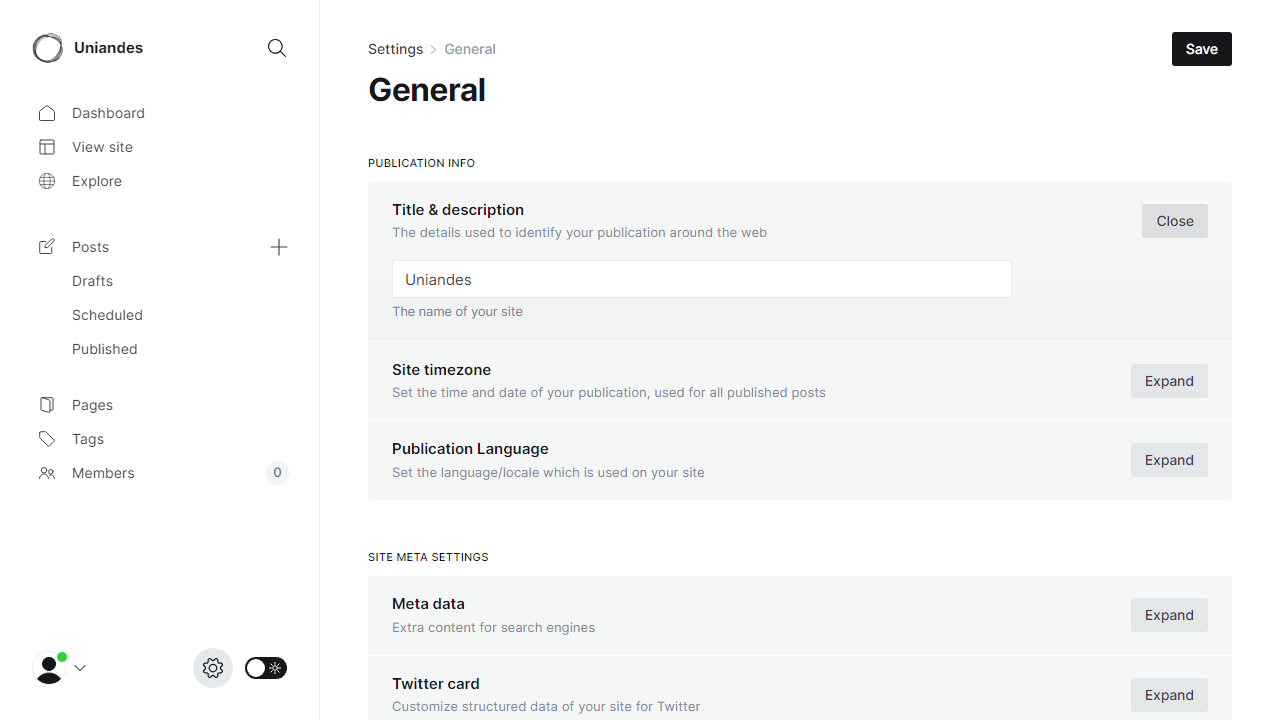 Uniandes
Dashboard
View site
Explore
Posts
Drafts
Scheduled
Published
Pages
Tags
Members 0
Settings General
Save
General
PUBLICATION INFO
Title & description
The details used to identify your publication around the web
Close
Uniandes
The name of your site
Site timezone
Set the time and date of your publication, used for all published posts
Expand
Publication Language
Set the language/locale which is used on your site
Expand
SITE META SETTINGS
Meta data
Extra content for search engines
Expand
Twitter card
Customize structured data of your site for Twitter
Expand